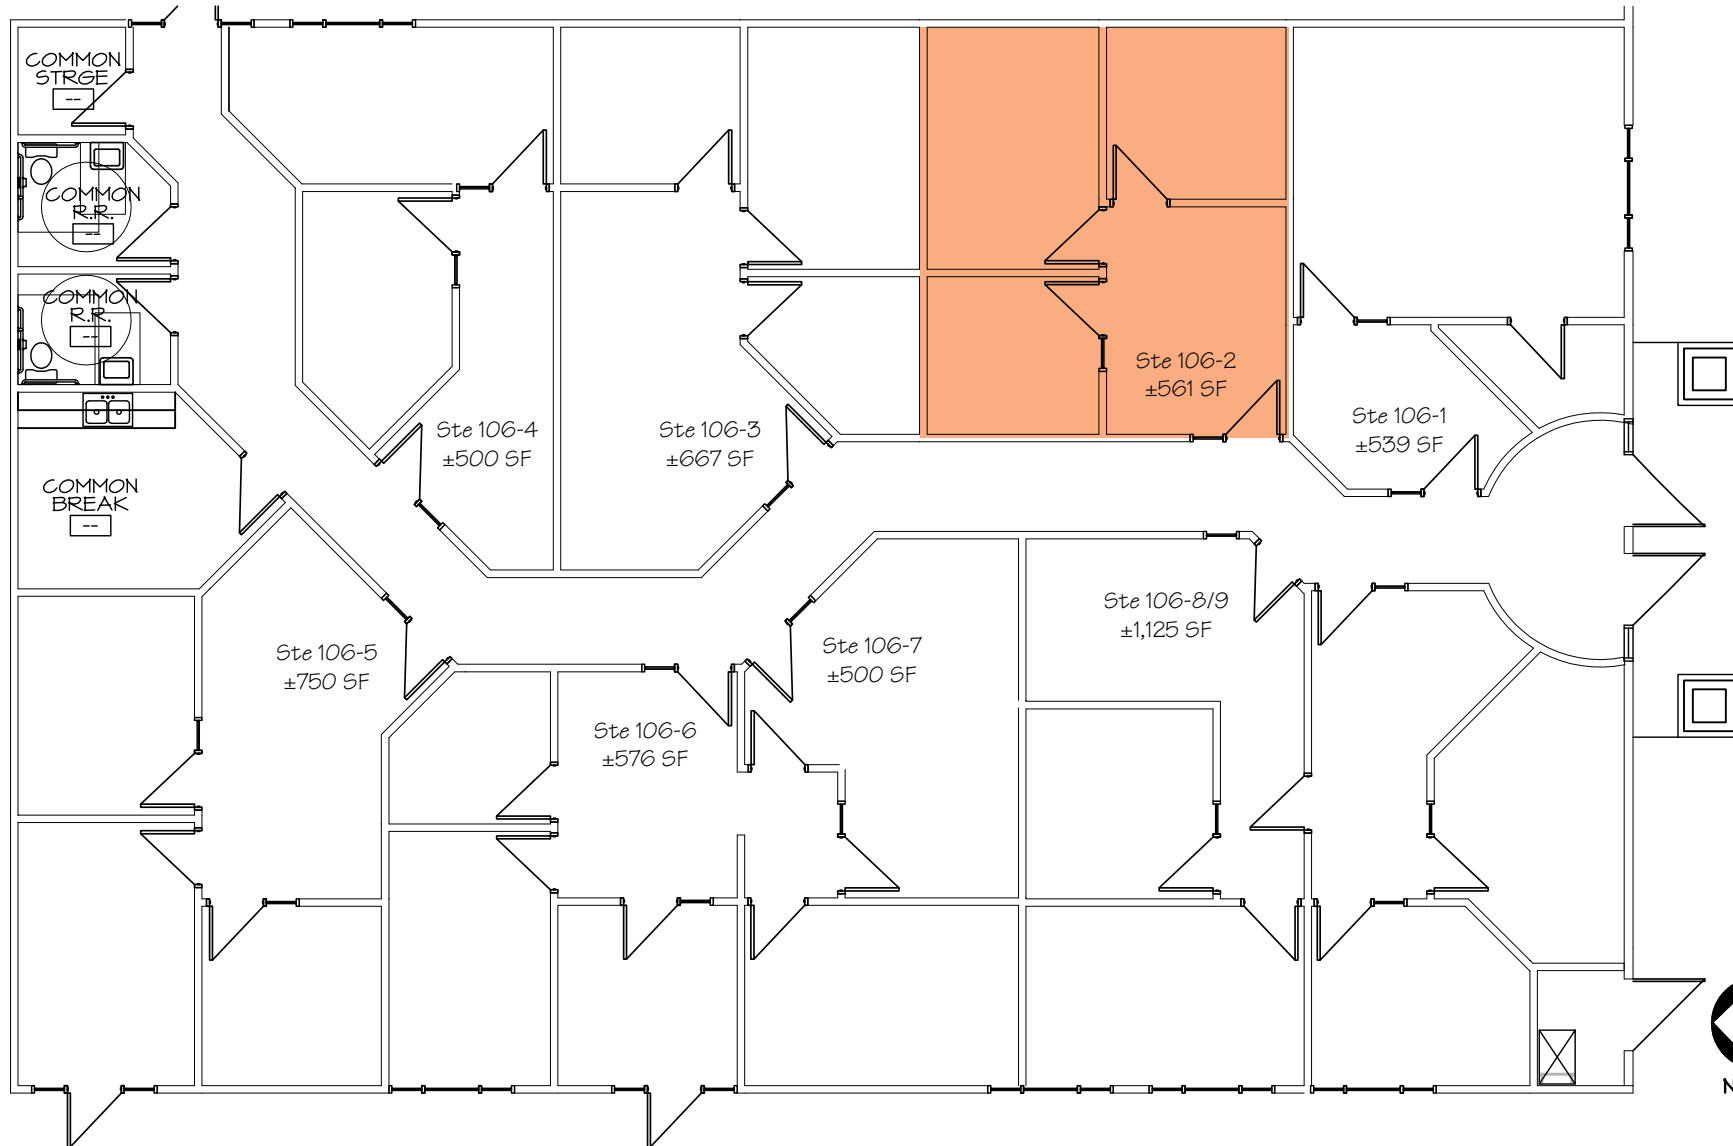 COMMON
STRGE
--
COMMON
R.R.
--
COMMON
R.R.
--
Ste 106-2
±561 SF
Ste 106-1
±539 SF
Ste 106-4
±500 SF
Ste 106-3
±667 SF
COMMON
BREAK
--
Ste 106-8/9
±1,125 SF
Ste 106-5
±750 SF
Ste 106-7
±500 SF
Ste 106-6
±576 SF
N